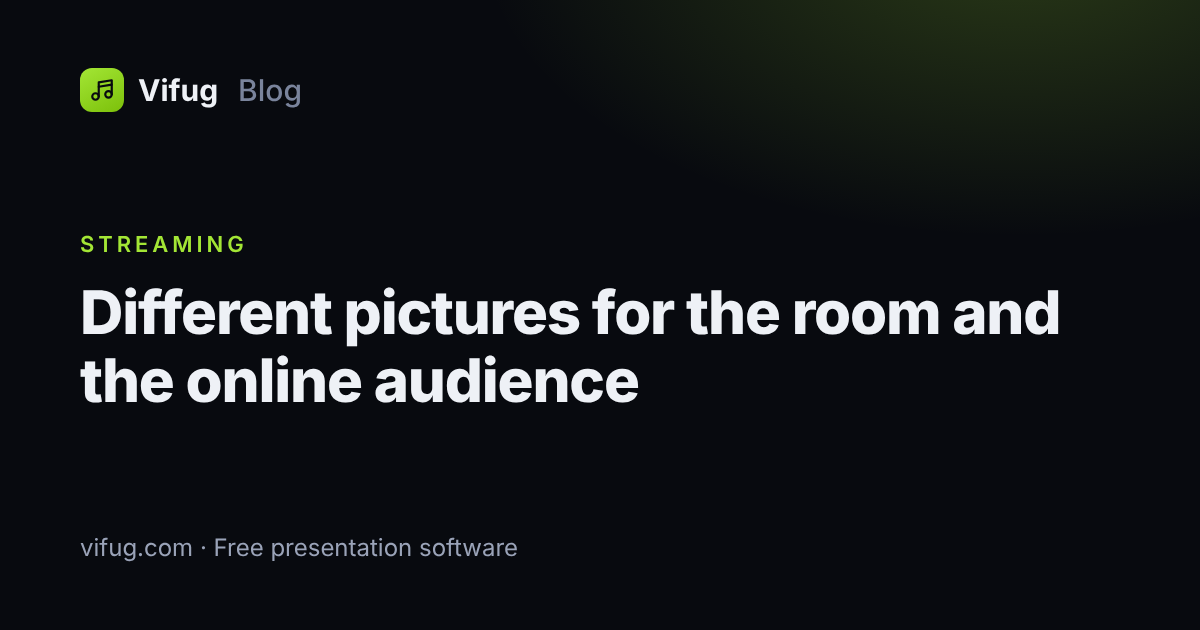 Vifug Blog
STREAMING
Different pictures for the room and
the online audience
vifug.com · Free presentation software